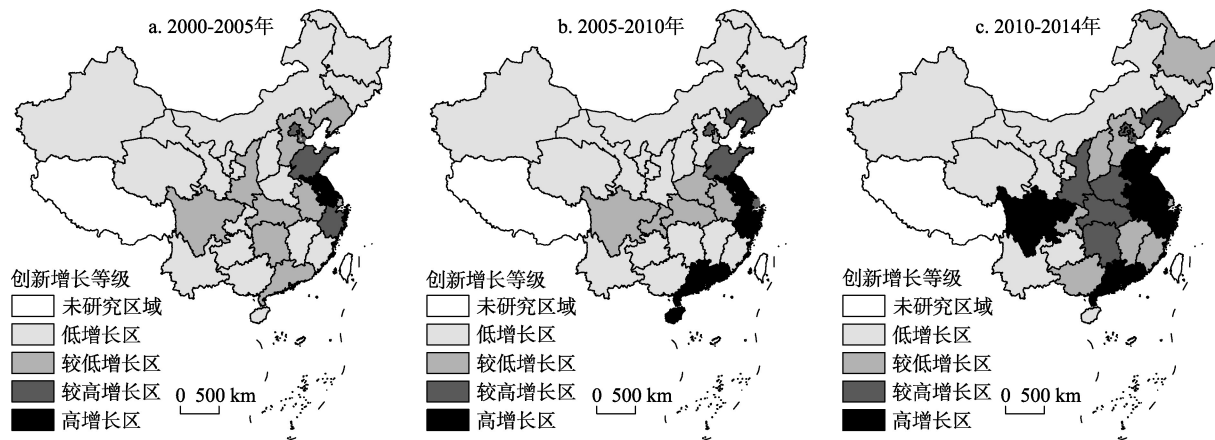 a. 2000-2005年
创新增长等级
未研究区域
低增长区
较低增长区
较高增长区
高增长区
0 500 km
b. 2005-2010年
创新增长等级
未研究区域
低增长区
较低增长区
较高增长区
高增长区
0 500 km
c. 2010-2014年
创新增长等级
未研究区域
低增长区
较低增长区
较高增长区
高增长区
0 500 km